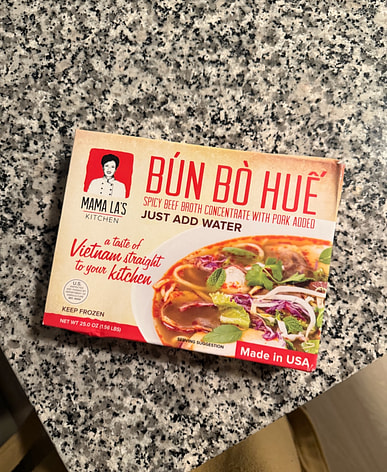 BÚN BÒ HUẾ
SPICY BEEF BROTH CONCENTRATE WITH PORK ADDED
JUST ADD WATER
MAMA LA'S
KITCHEN
a taste of
Vietnam straight
to your kitchen
U.S.
KEEP FROZEN
NET WT 25.0 OZ (1.56 LBS)
SERVING SUGGESTION
Made in USA